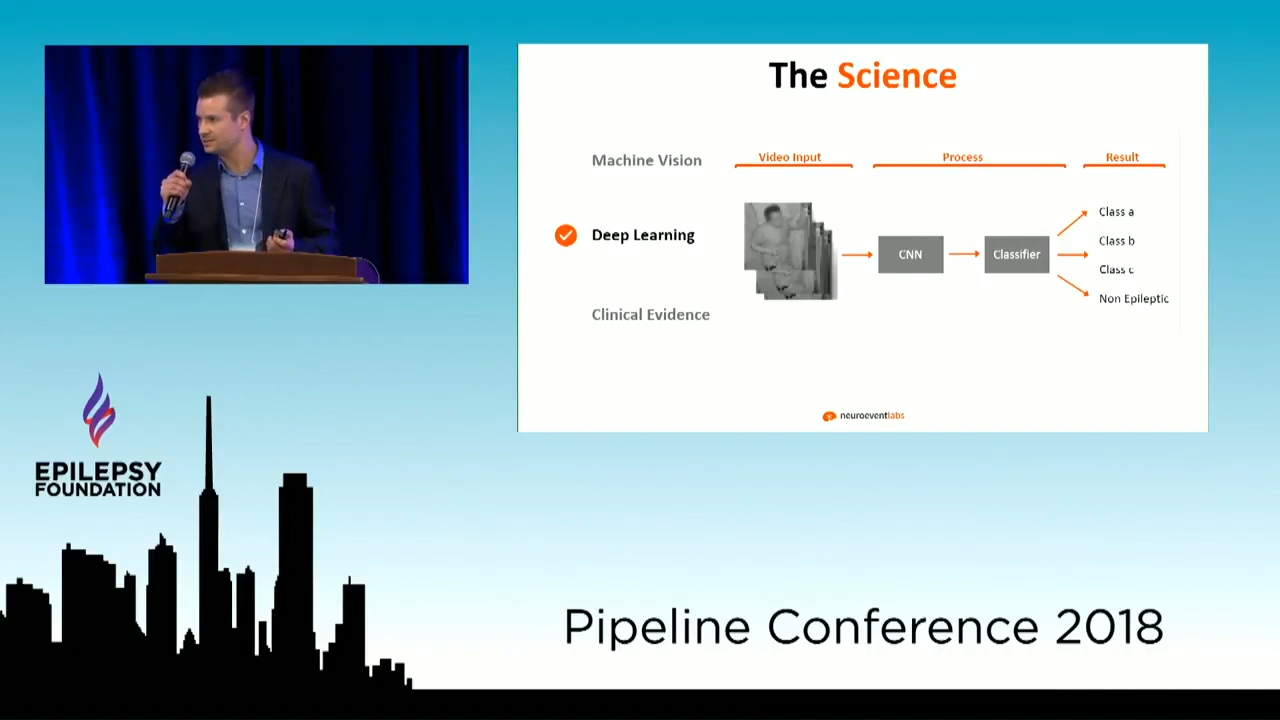 The Science
Machine Vision
Deep Learning
Clinical Evidence
Video Input
Process
Result
CNN
Classifier
Class a
Class b
Class c
Non Epileptic
neuroeventlabs
EPILEPSY
FOUNDATION
Pipeline Conference 2018